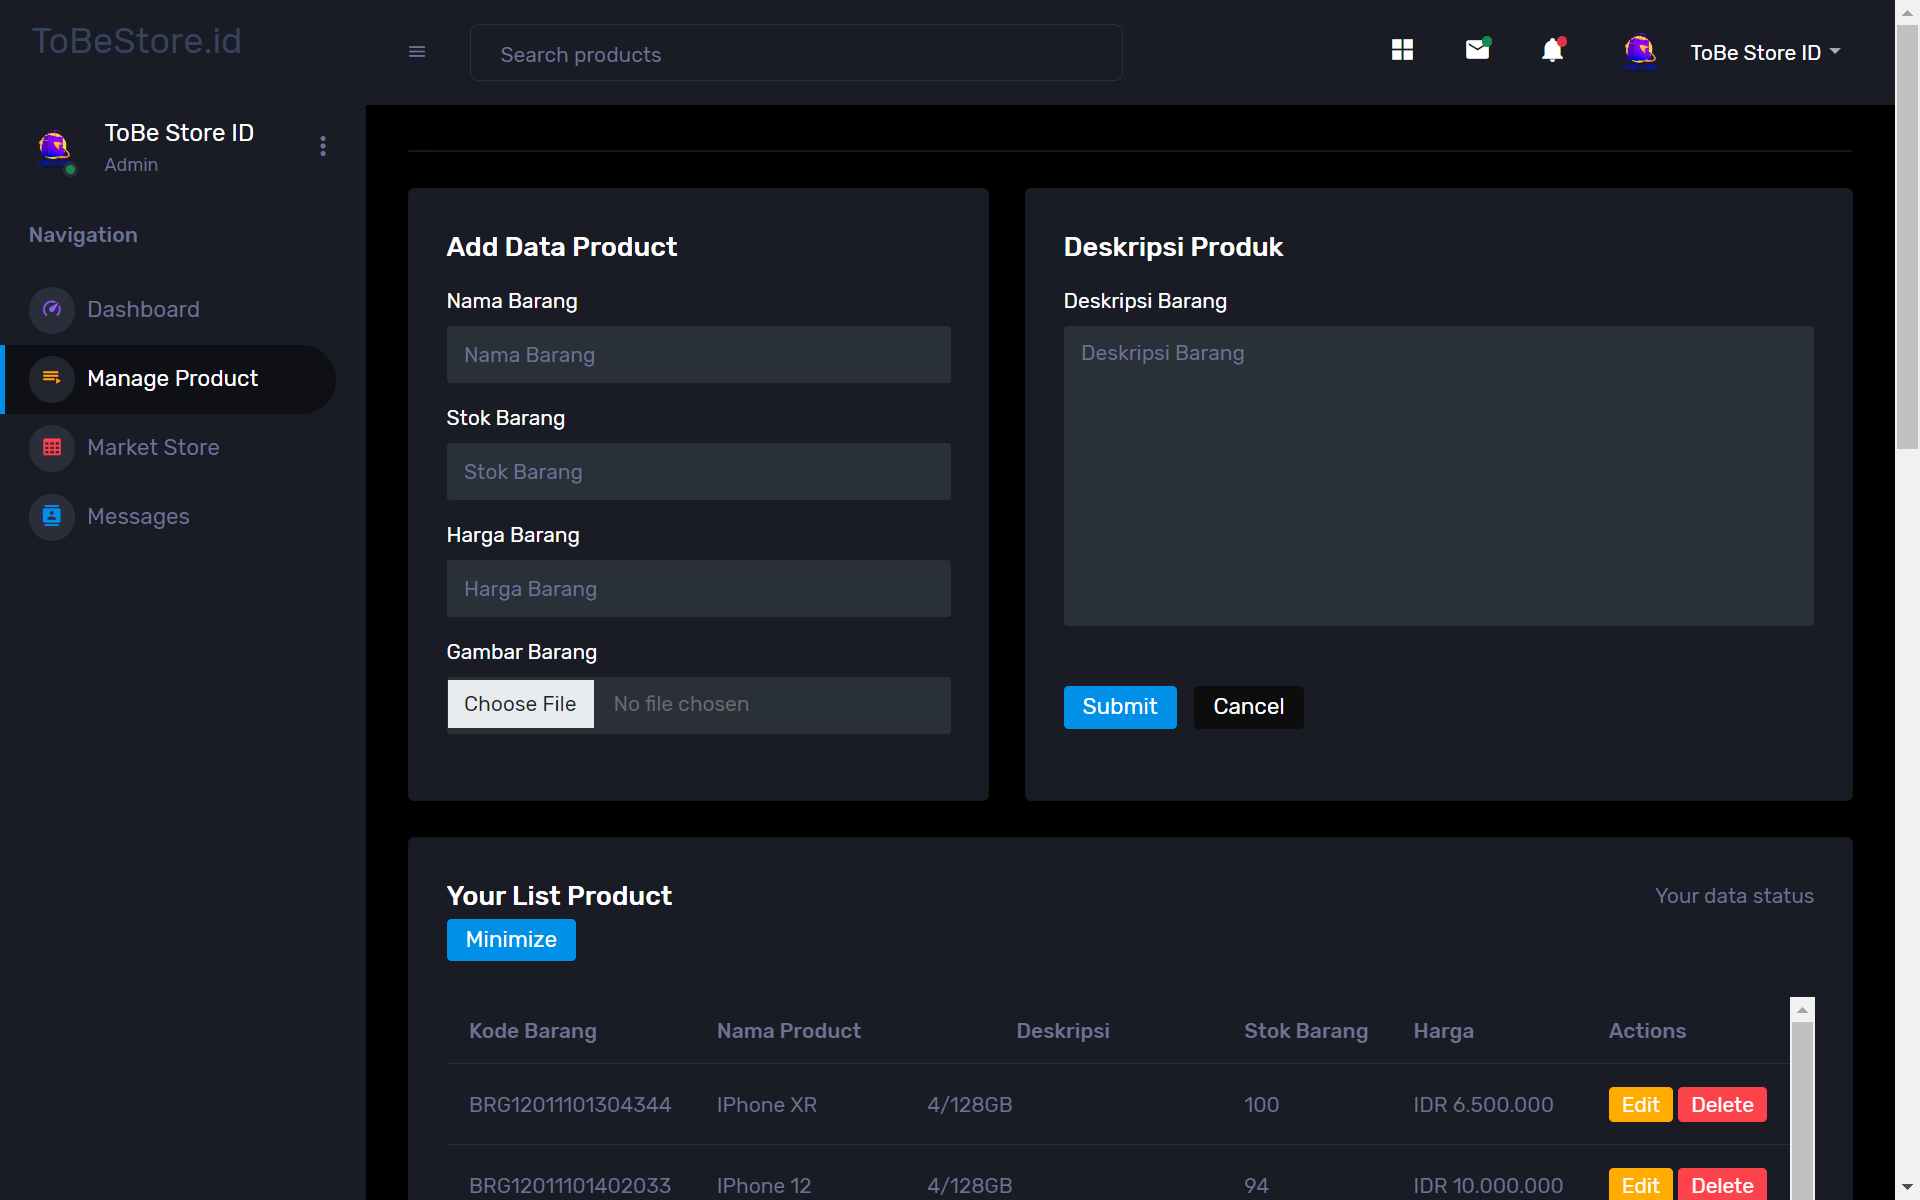 ToBeStore.id
Search products
ToBe Store ID
ToBe Store ID
Admin
Navigation
Dashboard
Manage Product
Market Store
Messages
Add Data Product
Nama Barang
Nama Barang
Stok Barang
Stok Barang
Harga Barang
Harga Barang
Gambar Barang
Choose File No file chosen
Deskripsi Produk
Deskripsi Barang
Deskripsi Barang
Submit Cancel
Your List Product
Your data status
Minimize
Kode Barang Nama Product Deskripsi Stok Barang Harga Actions
BRG12011101304344 IPhone XR 4/128GB 100 IDR 6.500.000 Edit Delete
BRG12011101402033 IPhone 12 4/128GB 94 IDR 10.000.000 Edit Delete